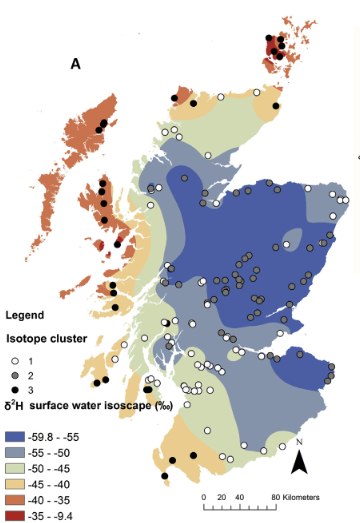 A
Legend
Isotope cluster
1
2
3
δ²H surface water isoscape (‰)
-59.8 - -55
-55 - -50
-50 - -45
-45 - -40
-40 - -35
-35 - -9.4
N
0 20 40 80 Kilometers